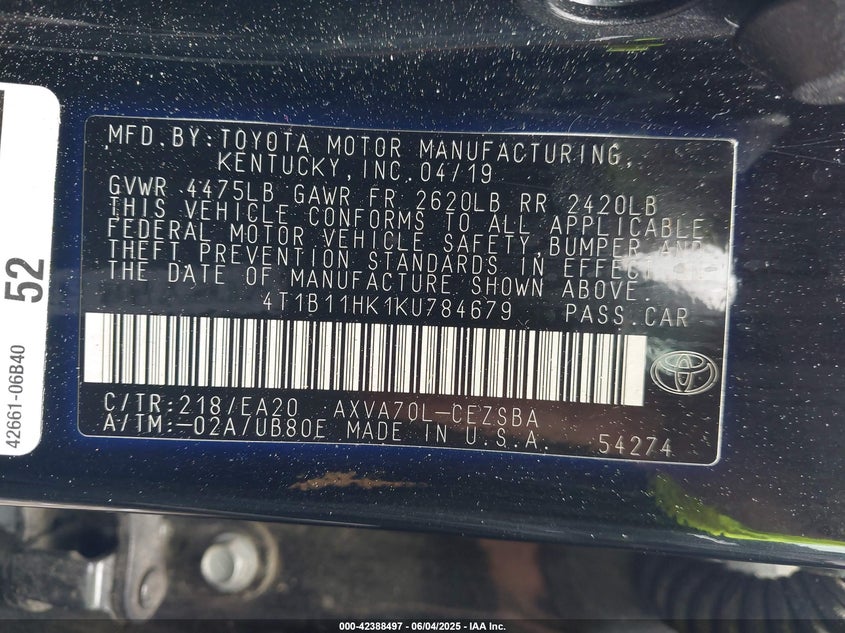 MFD.BY:TOYOTA MOTOR MANUFACTURING,
KENTUCKY,INC.04/19
GVWR 4475LB GAWR FR 2620LB RR 2420LB
THIS VEHICLE CONFORMS TO ALL APPLICABLE
FEDERAL MOTOR VEHICLE SAFETY,BUMPER AND
THEFT PREVENTION STANDARDS IN EFFECT ON
THE DATE OF MANUFACTURE SHOWN ABOVE.
4T1B11HK1KU784679 PASS.CAR
C/TR:218/EA20 AXVA70L-CEZSBA
A/TM:-02A/UB80E MADE IN U.S.A. 54274
52
42661-06B40
000-42388497 - 06/04/2025 - IAA Inc.